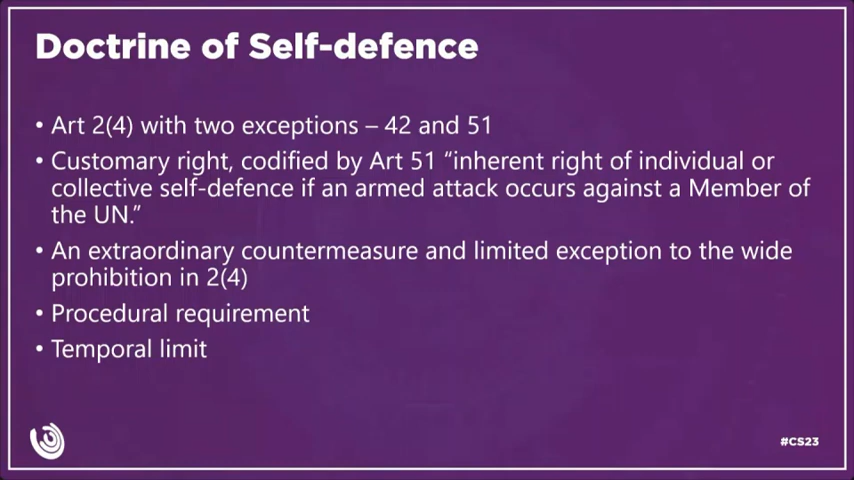 Doctrine of Self-defence
• Art 2(4) with two exceptions – 42 and 51
• Customary right, codified by Art 51 “inherent right of individual or
collective self-defence if an armed attack occurs against a Member of
the UN.”
• An extraordinary countermeasure and limited exception to the wide
prohibition in 2(4)
• Procedural requirement
• Temporal limit
#CS23